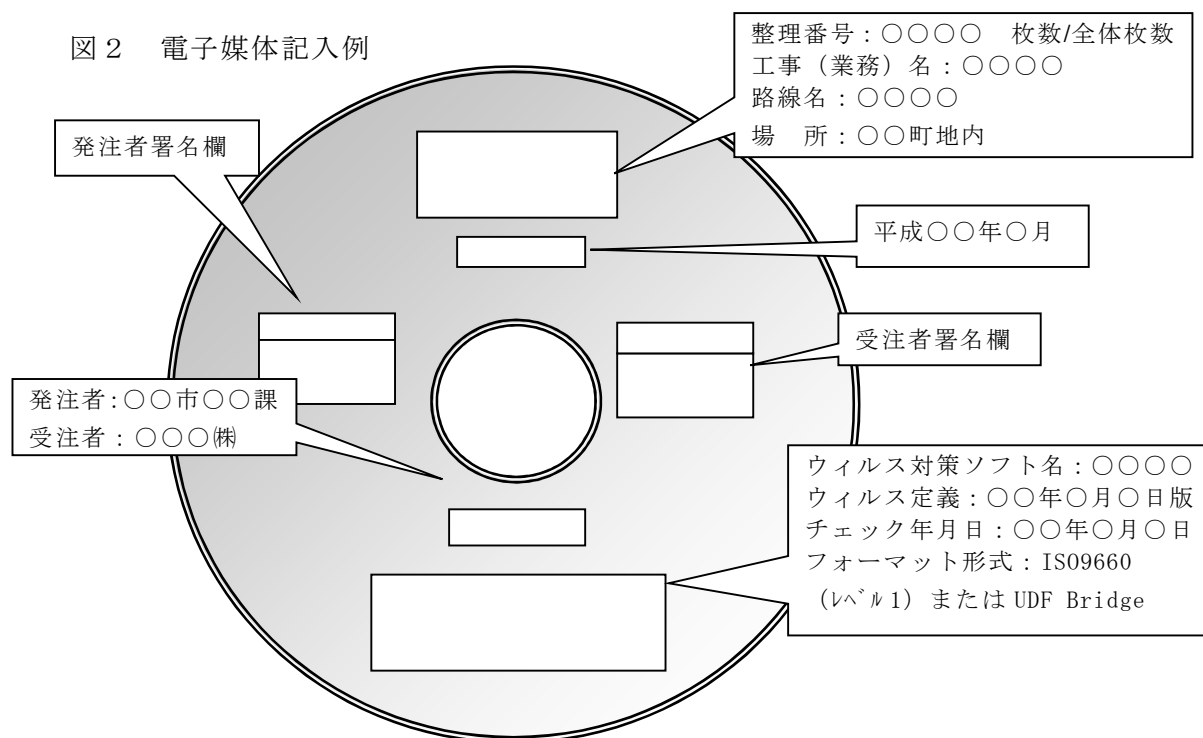 図２　電子媒体記入例
整理番号：○○○○　枚数/全体枚数
工事（業務）名：○○○○
路線名：○○○○
場　所：○○町地内
発注者署名欄
平成○○年○月
受注者署名欄
発注者：○○市○○課
受注者：○○○㈱
ウィルス対策ソフト名：○○○○
ウィルス定義：○○年○月○日版
チェック年月日：○○年○月○日
フォーマット形式：ISO9660
（ﾚﾍﾞﾙ1）または UDF Bridge